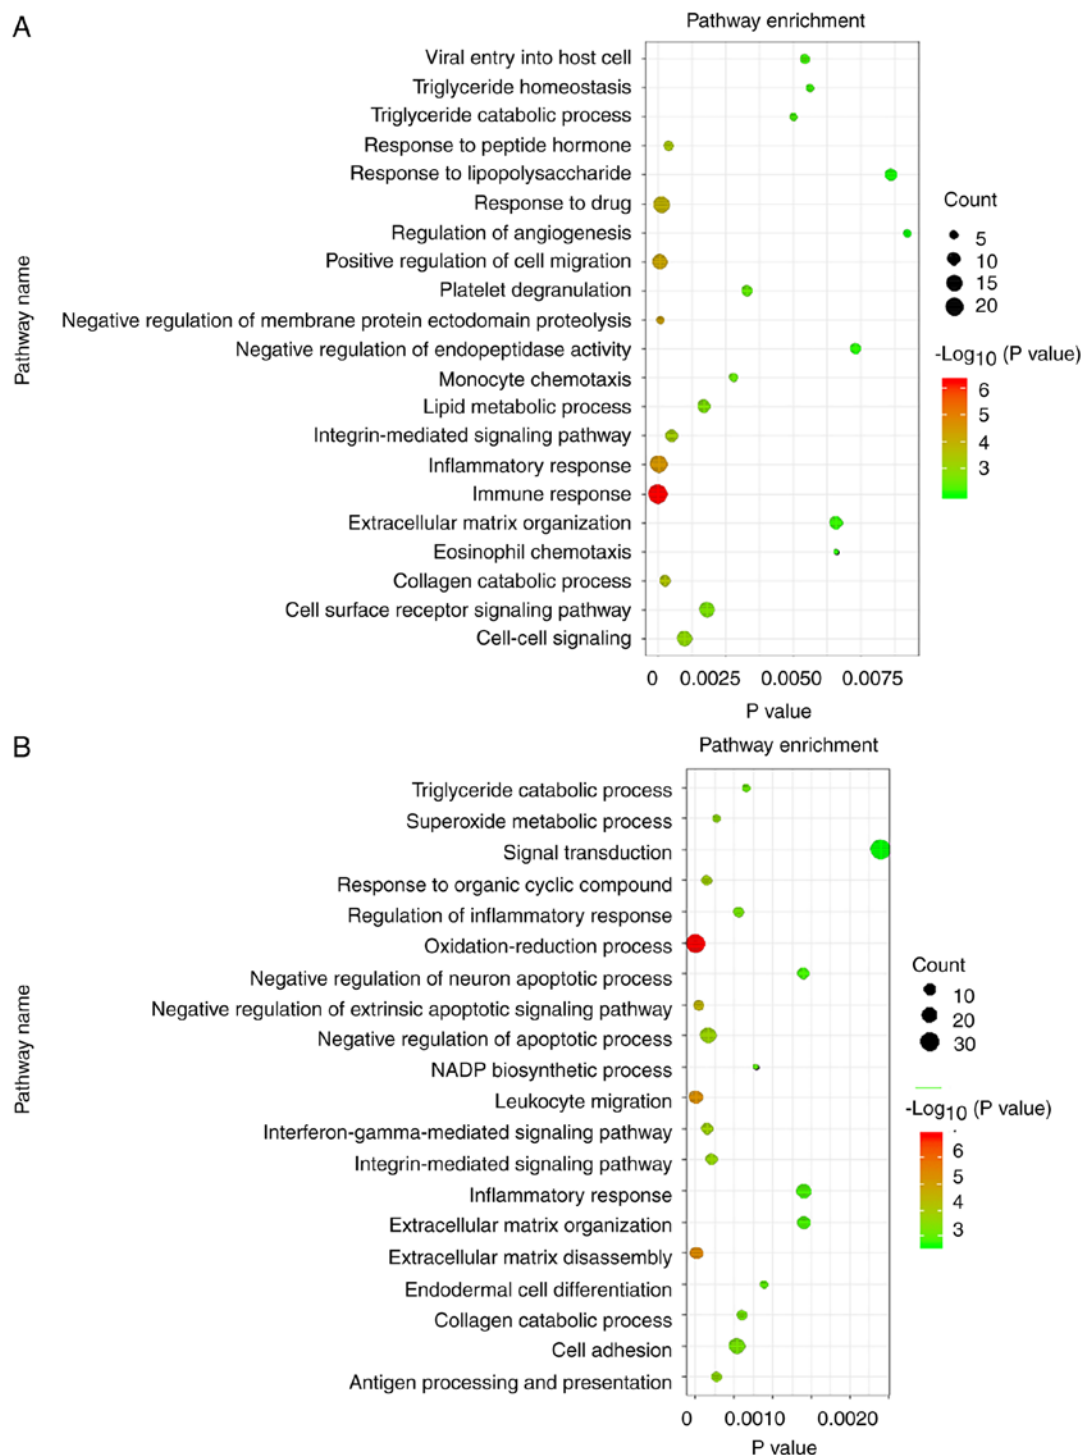 A
Pathway enrichment
Pathway name
Viral entry into host cell
Triglyceride homeostasis
Triglyceride catabolic process
Response to peptide hormone
Response to lipopolysaccharide
Response to drug
Regulation of angiogenesis
Positive regulation of cell migration
Platelet degranulation
Negative regulation of membrane protein ectodomain proteolysis
Negative regulation of endopeptidase activity
Monocyte chemotaxis
Lipid metabolic process
Integrin-mediated signaling pathway
Inflammatory response
Immune response
Extracellular matrix organization
Eosinophil chemotaxis
Collagen catabolic process
Cell surface receptor signaling pathway
Cell-cell signaling
0 0.0025 0.0050 0.0075
P value
Count
5
10
15
20
-Log10 (P value)
6
5
4
3
B
Pathway enrichment
Pathway name
Triglyceride catabolic process
Superoxide metabolic process
Signal transduction
Response to organic cyclic compound
Regulation of inflammatory response
Oxidation-reduction process
Negative regulation of neuron apoptotic process
Negative regulation of extrinsic apoptotic signaling pathway
Negative regulation of apoptotic process
NADP biosynthetic process
Leukocyte migration
Interferon-gamma-mediated signaling pathway
Integrin-mediated signaling pathway
Inflammatory response
Extracellular matrix organization
Extracellular matrix disassembly
Endodermal cell differentiation
Collagen catabolic process
Cell adhesion
Antigen processing and presentation
0 0.0010 0.0020
P value
Count
10
20
30
-Log10 (P value)
6
5
4
3